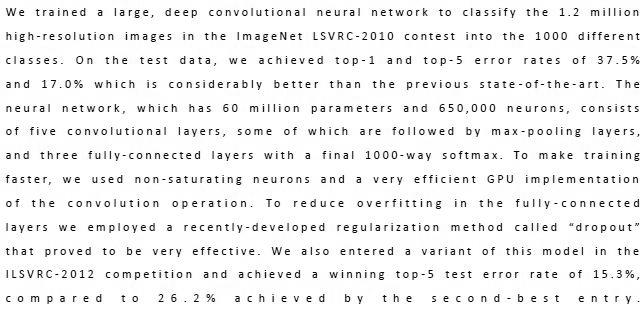 We trained a large, deep convolutional neural network to classify the 1.2 million
high-resolution images in the ImageNet LSVRC-2010 contest into the 1000 different
classes. On the test data, we achieved top-1 and top-5 error rates of 37.5%
and 17.0% which is considerably better than the previous state-of-the-art. The
neural network, which has 60 million parameters and 650,000 neurons, consists
of five convolutional layers, some of which are followed by max-pooling layers,
and three fully-connected layers with a final 1000-way softmax. To make training
faster, we used non-saturating neurons and a very efficient GPU implementation
of the convolution operation. To reduce overfitting in the fully-connected
layers we employed a recently-developed regularization method called “dropout”
that proved to be very effective. We also entered a variant of this model in the
ILSVRC-2012 competition and achieved a winning top-5 test error rate of 15.3%,
compared to 26.2% achieved by the second-best entry.